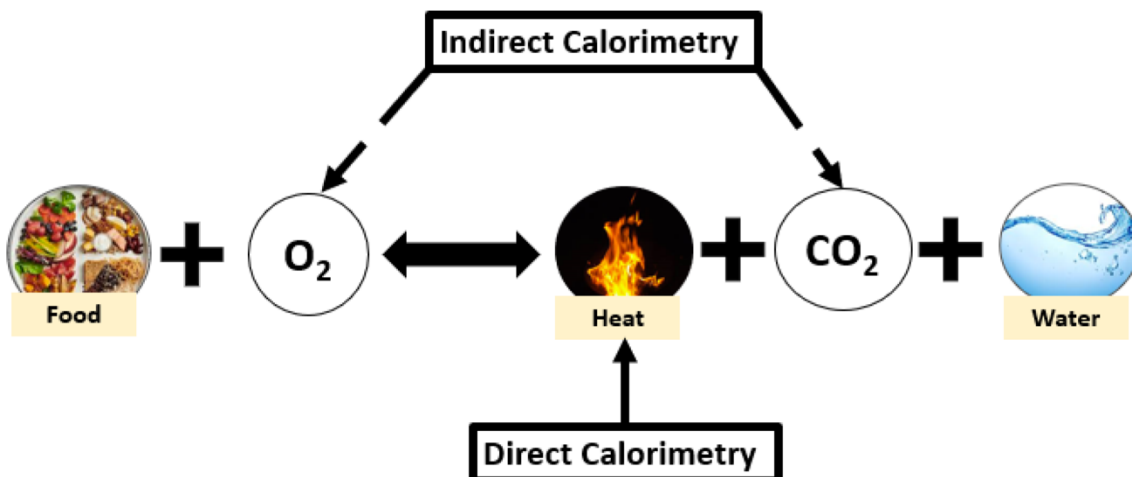 Indirect Calorimetry
O₂
CO₂
Food
Heat
Water
Direct Calorimetry